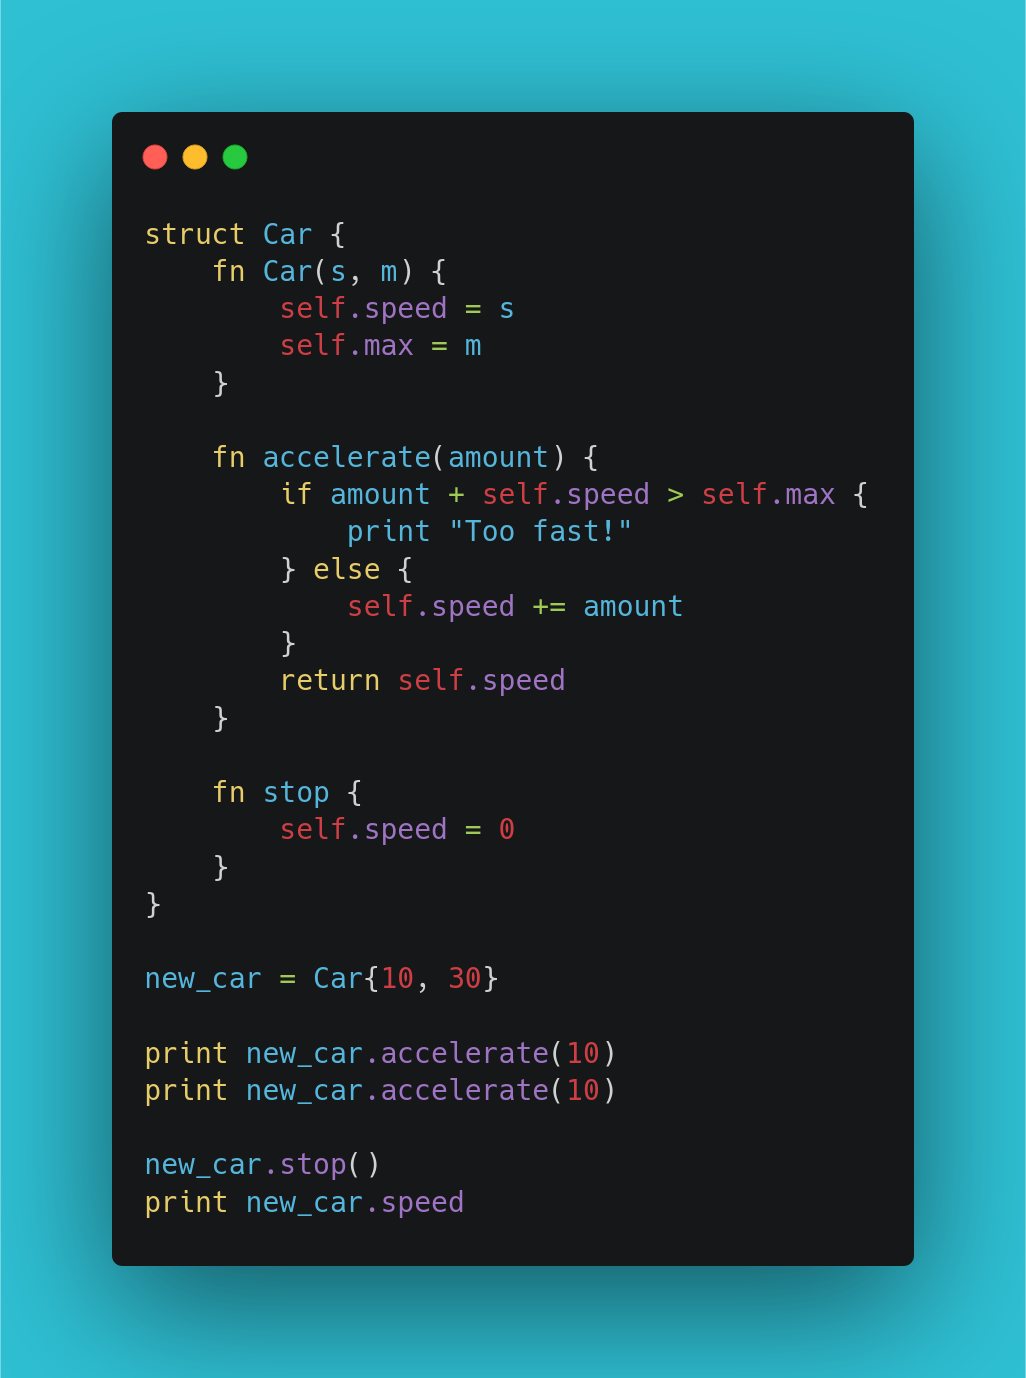 struct Car {
    fn Car(s, m) {
        self.speed = s
        self.max = m
    }

    fn accelerate(amount) {
        if amount + self.speed > self.max {
            print "Too fast!"
        } else {
            self.speed += amount
        }
        return self.speed
    }

    fn stop {
        self.speed = 0
    }
}

new_car = Car{10, 30}

print new_car.accelerate(10)
print new_car.accelerate(10)

new_car.stop()
print new_car.speed